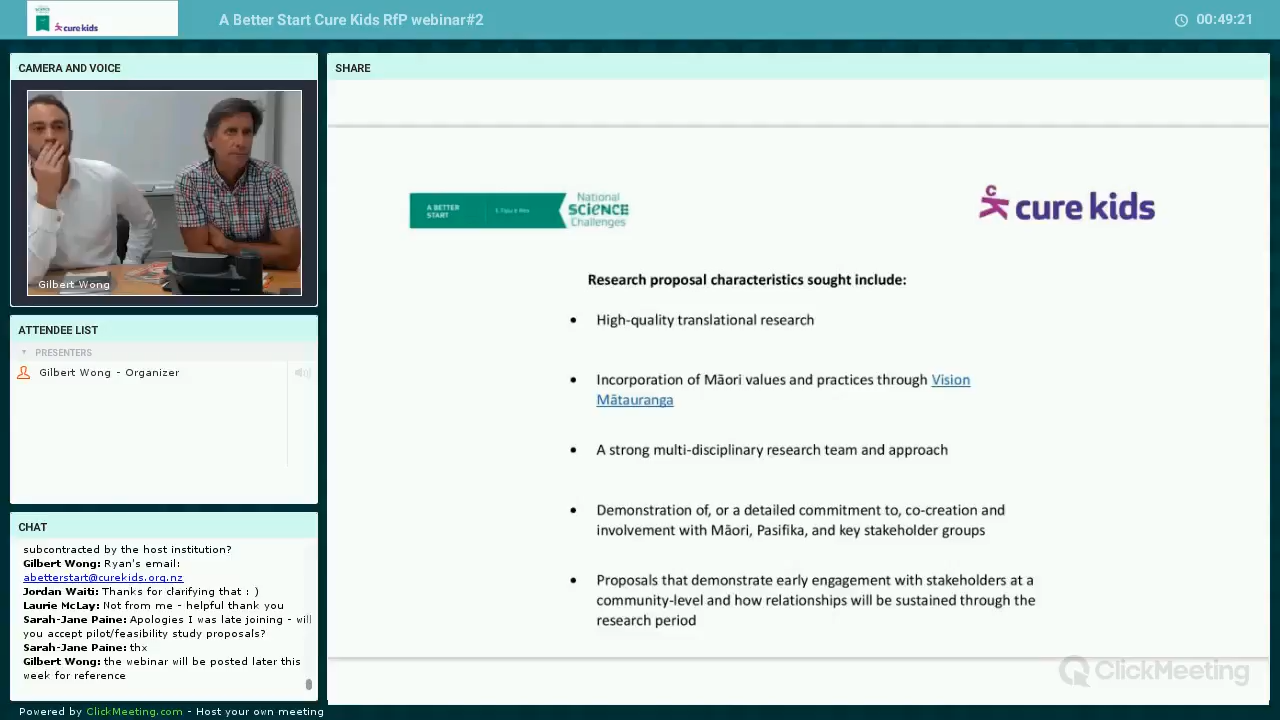 cure kids
A Better Start Cure Kids RfP webinar#2
00:49:21
CAMERA AND VOICE
Gilbert Wong
ATTENDEE LIST
PRESENTERS
Gilbert Wong - Organizer
CHAT
subcontracted by the host institution?
Gilbert Wong: Ryan's email:
abetterstart@curekids.org.nz
Jordan Waiti: Thanks for clarifying that : )
Laurie McLay: Not from me - helpful thank you
Sarah-Jane Paine: Apologies I was late joining - will
you accept pilot/feasibility study proposals?
Sarah-Jane Paine: thx
Gilbert Wong: the webinar will be posted later this
week for reference
SHARE
A BETTER
START
National
SCiENCE
Challenges
cure kids
Research proposal characteristics sought include:
• High-quality translational research
• Incorporation of Māori values and practices through Vision
Mātauranga
• A strong multi-disciplinary research team and approach
• Demonstration of, or a detailed commitment to, co-creation and
involvement with Māori, Pasifika, and key stakeholder groups
• Proposals that demonstrate early engagement with stakeholders at a
community-level and how relationships will be sustained through the
research period
ClickMeeting
Powered by ClickMeeting.com - Host your own meeting